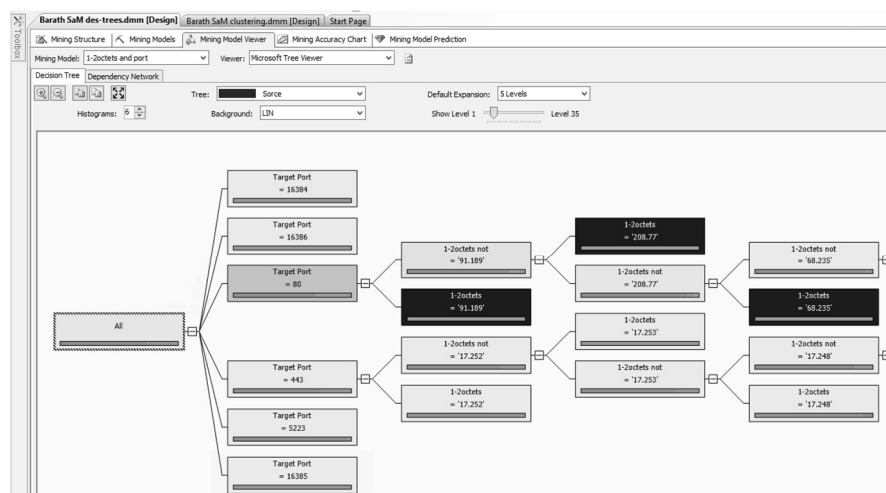 Barath SaM des-trees.dmm [Design] Barath SaM clustering.dmm [Design] Start Page
Toolbox
Mining Structure Mining Models Mining Model Viewer Mining Accuracy Chart Mining Model Prediction
Mining Model: 1-2octets and port Viewer: Microsoft Tree Viewer
Decision Tree Dependency Network
Tree: Sorce Default Expansion: 5 Levels
Histograms: 6 Background: LIN Show Level 1 Level 35
Target Port
= 16384
Target Port
= 16386
1-2octets
= '208.77'
1-2octets not
= '91.189'
1-2octets not
= '68.235'
Target Port
= 80
1-2octets not
= '208.77'
1-2octets
= '91.189'
1-2octets
= '68.235'
All
1-2octets
= '17.253'
1-2octets not
= '17.252'
1-2octets not
= '17.248'
Target Port
= 443
1-2octets not
= '17.253'
1-2octets
= '17.252'
1-2octets
= '17.248'
Target Port
= 5223
Target Port
= 16385